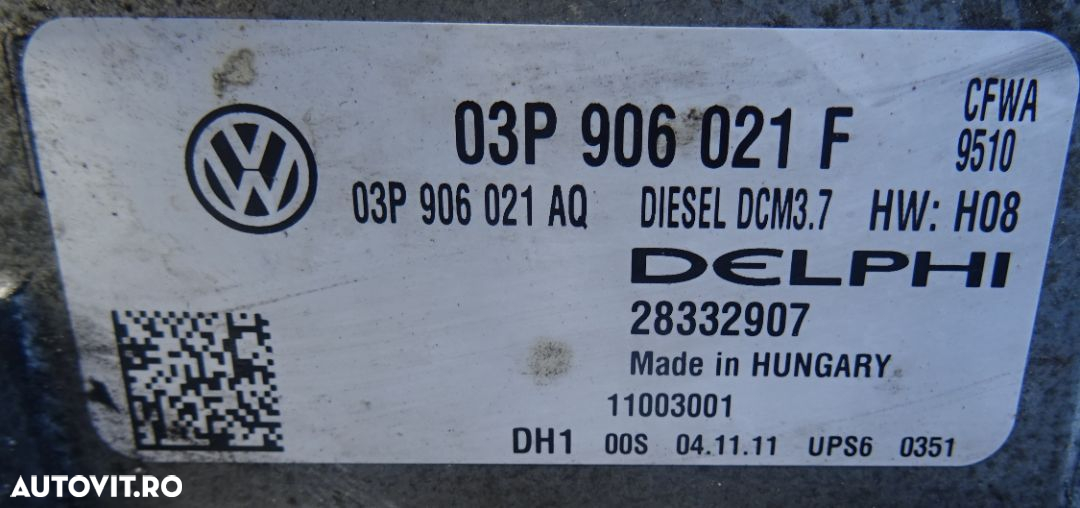 03P 906 021 F
CFWA
9510
03P 906 021 AQ DIESEL DCM3.7 HW: H08
DELPHI
28332907
Made in HUNGARY
11003001
DH1 00S 04.11.11 UPS6 0351
AUTOVIT.RO